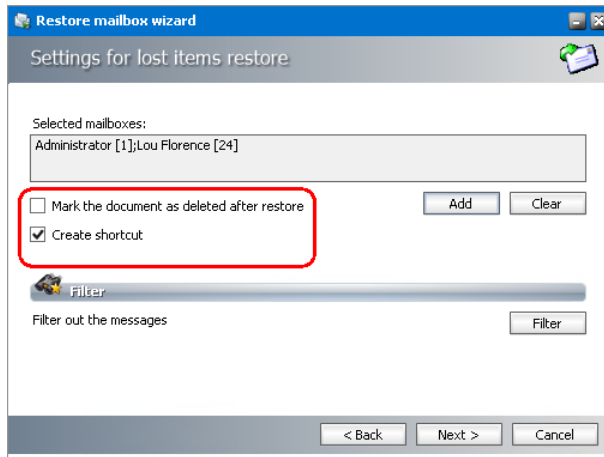 Restore mailbox wizard
Settings for lost items restore
Selected mailboxes:
Administrator [1];Lou Florence [24]
Mark the document as deleted after restore
Add
Clear
Create shortcut
Filter
Filter out the messages
Filter
< Back
Next >
Cancel